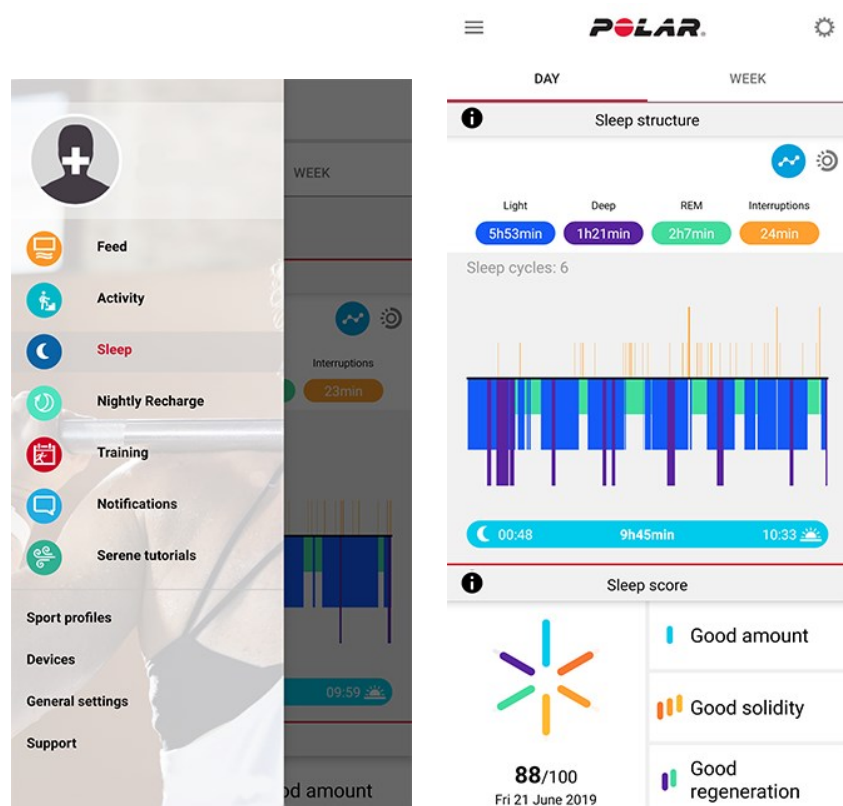 WEEK
Feed
Activity
Sleep
Nightly Recharge
Training
Notifications
Serene tutorials
Sport profiles
Devices
General settings
Support
Interruptions
23min
09:59
od amount
POLAR.
DAY WEEK
Sleep structure
Light Deep REM Interruptions
5h53min 1h21min 2h7min 24min
Sleep cycles: 6
00:48 9h45min 10:33
Sleep score
Good amount
Good solidity
Good
regeneration
88/100
Fri 21 June 2019